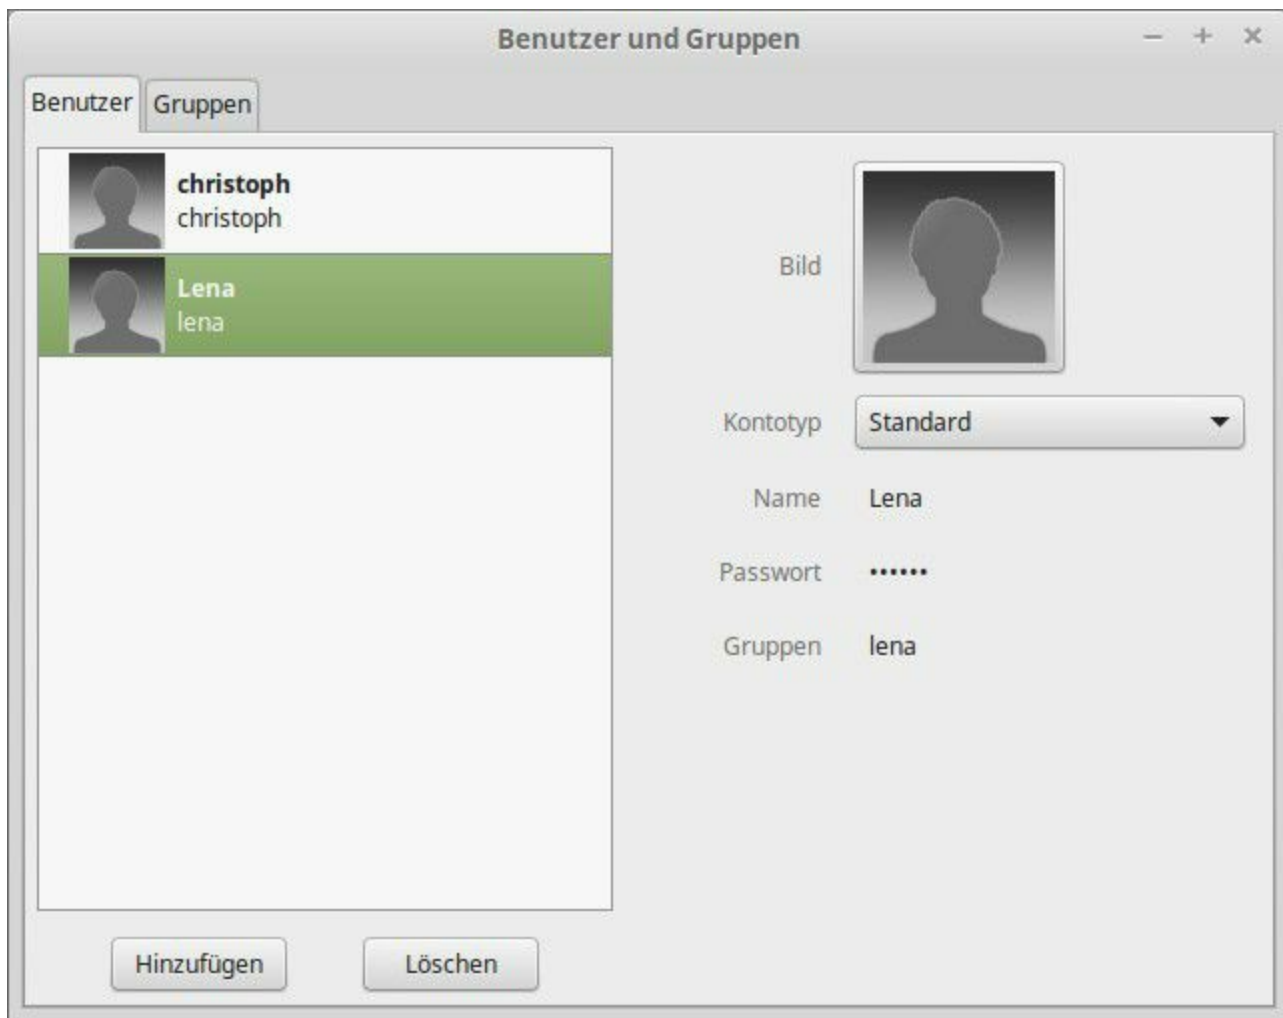 Benutzer und Gruppen
Benutzer Gruppen
christoph
christoph
Lena
lena
Bild
Kontotyp Standard
Name Lena
Passwort ••••••
Gruppen lena
Hinzufügen Löschen